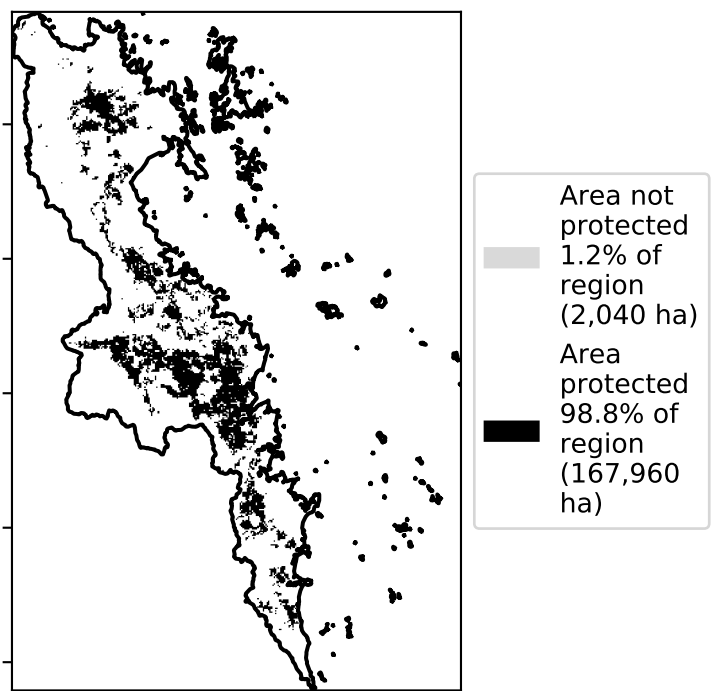 Area not
protected
1.2% of
region
(2,040 ha)
Area
protected
98.8% of
region
(167,960
ha)